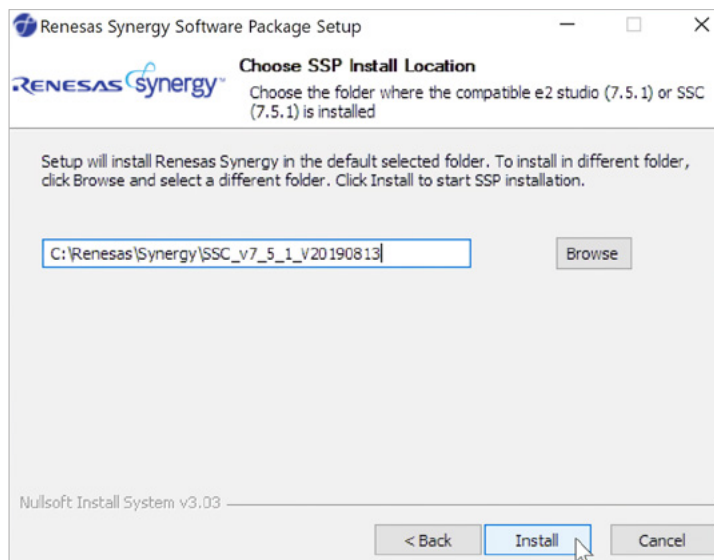 Renesas Synergy Software Package Setup
RENESAS synergy™
Choose SSP Install Location
Choose the folder where the compatible e2 studio (7.5.1) or SSC
(7.5.1) is installed
Setup will install Renesas Synergy in the default selected folder. To install in different folder,
click Browse and select a different folder. Click Install to start SSP installation.
C:\Renesas\Synergy\SSC_v7_5_1_V20190813
Browse
Nullsoft Install System v3.03
< Back
Install
Cancel